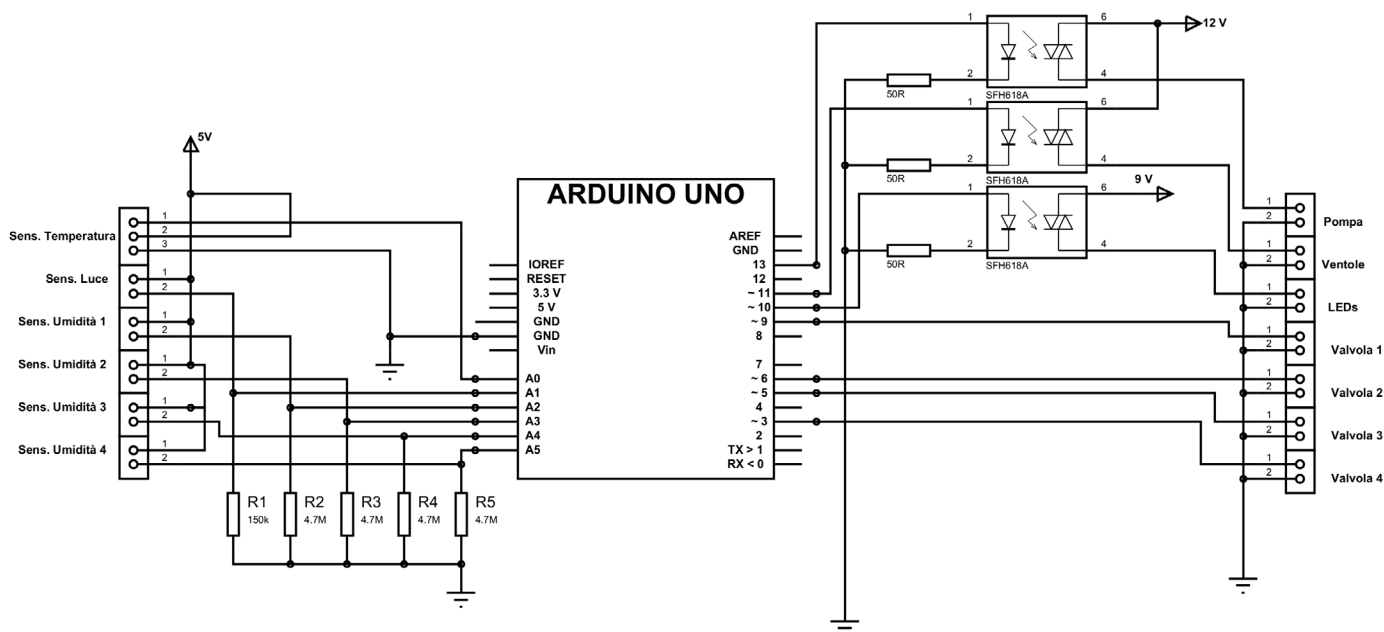 1
6
12 V
2
4
50R
SFH618A
1
6
2
4
50R
SFH618A
1
6
9 V
2
4
50R
SFH618A
5V
Sens. Temperatura
1
2
3
Sens. Luce
1
2
Sens. Umidità 1
1
2
Sens. Umidità 2
1
2
Sens. Umidità 3
1
2
Sens. Umidità 4
1
2
ARDUINO UNO
IOREF
RESET
3.3 V
5 V
GND
GND
Vin
A0
A1
A2
A3
A4
A5
AREF
GND
13
12
~ 11
~ 10
~ 9
8
7
~ 6
~ 5
4
~ 3
2
TX > 1
RX < 0
1
2
Pompa
1
2
Ventole
1
2
LEDs
1
2
Valvola 1
1
2
Valvola 2
1
2
Valvola 3
1
2
Valvola 4
R1
150k
R2
4.7M
R3
4.7M
R4
4.7M
R5
4.7M